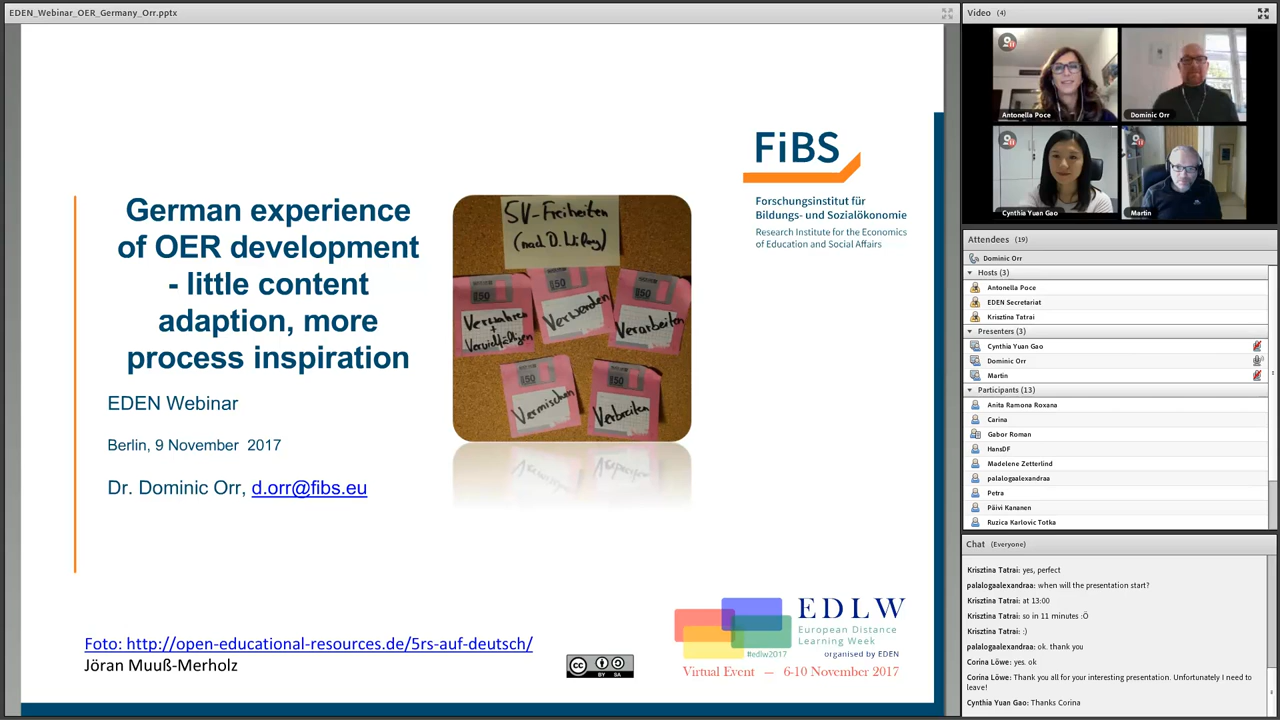 EDEN_Webinar_OER_Germany_Orr.pptx
FiBS
Forschungsinstitut für
Bildungs- und Sozialökonomie
Research Institute for the Economics
of Education and Social Affairs
German experience
of OER development
- little content
adaption, more
process inspiration
EDEN Webinar
Berlin, 9 November 2017
Dr. Dominic Orr, d.orr@fibs.eu
5V-Freiheiten
(nach D. Wiley)
Verwahren
+
Vervielfältigen
Verwenden
Verarbeiten
Vermischen
Verbreiten
Foto: http://open-educational-resources.de/5rs-auf-deutsch/
Jöran Muuß-Merholz
CC
BY SA
EDLW
European Distance
Learning Week
#edlw2017 organised by EDEN
Virtual Event — 6-10 November 2017
Video (4)
Antonella Poce
Dominic Orr
Cynthia Yuan Gao
Martin
Attendees (19)
Dominic Orr
Hosts (3)
Antonella Poce
EDEN Secretariat
Krisztina Tatrai
Presenters (3)
Cynthia Yuan Gao
Dominic Orr
Martin
Participants (13)
Anita Ramona Roxana
Carina
Gabor Roman
HansDF
Madelene Zetterlind
palalogaalexandraa
Petra
Päivi Kananen
Ruzica Karlovic Totka
Chat (Everyone)
Krisztina Tatrai: yes, perfect
palalogaalexandraa: when will the presentation start?
Krisztina Tatrai: at 13:00
Krisztina Tatrai: so in 11 minutes :Ö
Krisztina Tatrai: :)
palalogaalexandraa: ok. thank you
Corina Löwe: yes. ok
Corina Löwe: Thank you all for your interesting presentation. Unfortunately I need to
leave!
Cynthia Yuan Gao: Thanks Corina